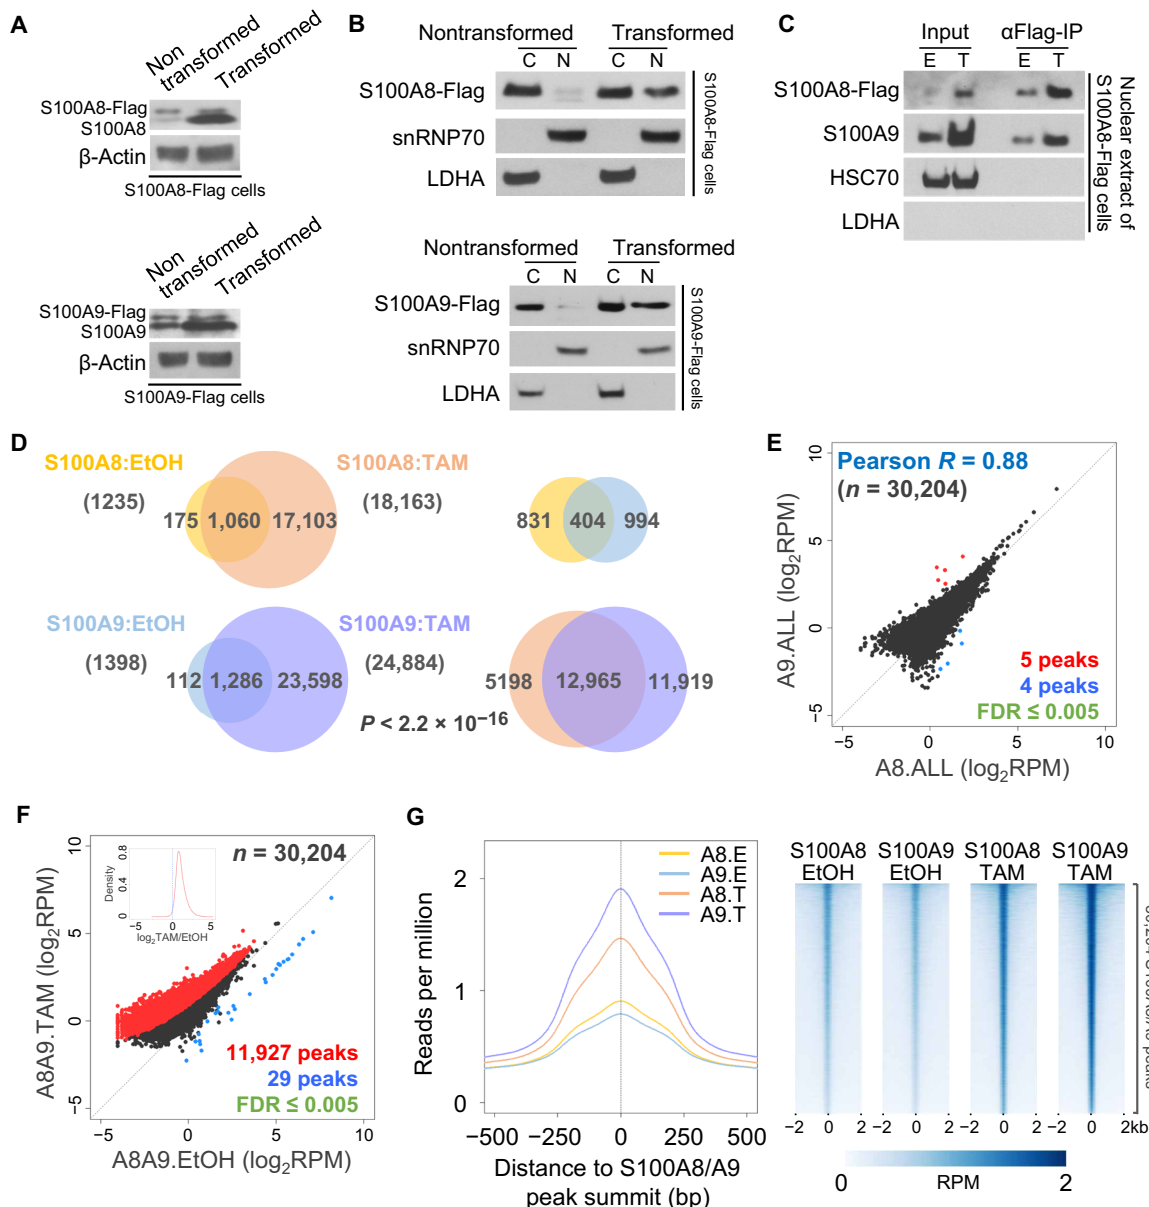 A
Non
transformed
Transformed
S100A8-Flag
S100A8
β-Actin
S100A8-Flag cells
Non
transformed
Transformed
S100A9-Flag
S100A9
β-Actin
S100A9-Flag cells
B
Nontransformed Transformed
C N C N
S100A8-Flag
snRNP70
LDHA
S100A8-Flag cells
Nontransformed Transformed
C N C N
S100A9-Flag
snRNP70
LDHA
S100A9-Flag cells
C
Input αFlag-IP
E T E T
S100A8-Flag
S100A9
HSC70
LDHA
Nuclear extract of
S100A8-Flag cells
D
S100A8:EtOH
(1235)
175 1,060 17,103
S100A8:TAM
(18,163)
831 404 994
S100A9:EtOH
(1398)
112 1,286 23,598
S100A9:TAM
(24,884)
P < 2.2 × 10−16
5198 12,965 11,919
E
Pearson R = 0.88
(n = 30,204)
5 peaks
4 peaks
FDR ≤ 0.005
A9.ALL (log2RPM)
10
5
0
−5
−5 0 5 10
A8.ALL (log2RPM)
F
n = 30,204
Density
0.8
0.4
0
−5 0 5
log2TAM/EtOH
11,927 peaks
29 peaks
FDR ≤ 0.005
A8A9.TAM (log2RPM)
10
5
0
−5
−5 0 5 10
A8A9.EtOH (log2RPM)
G
A8.E
A9.E
A8.T
A9.T
Reads per million
2
1
0
−500 −250 0 250 500
Distance to S100A8/A9
peak summit (bp)
S100A8 S100A9 S100A8 S100A9
EtOH EtOH TAM TAM
−2 0 2 −2 0 2 −2 0 2 −2 0 2kb
0 RPM 2